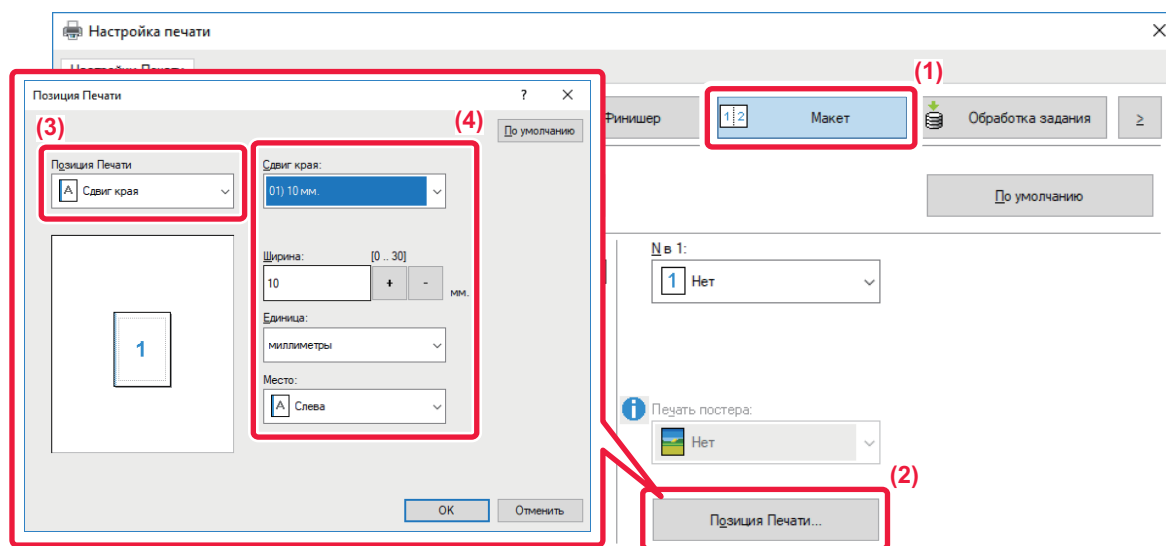 Настройка печати
Настройки Печати
(1)
Финишер
1 2
Макет
Обработка задания
>
По умолчанию
N в 1:
1 Нет
Печать постера:
Нет
(2)
Позиция Печати...
Позиция Печати
?
(3)
(4)
По умолчанию
Позиция Печати
A Сдвиг края
1
Сдвиг края:
01) 10 мм.
Ширина:
[0 .. 30]
10
+
-
мм.
Единица:
миллиметры
Место:
A Слева
OK
Отменить